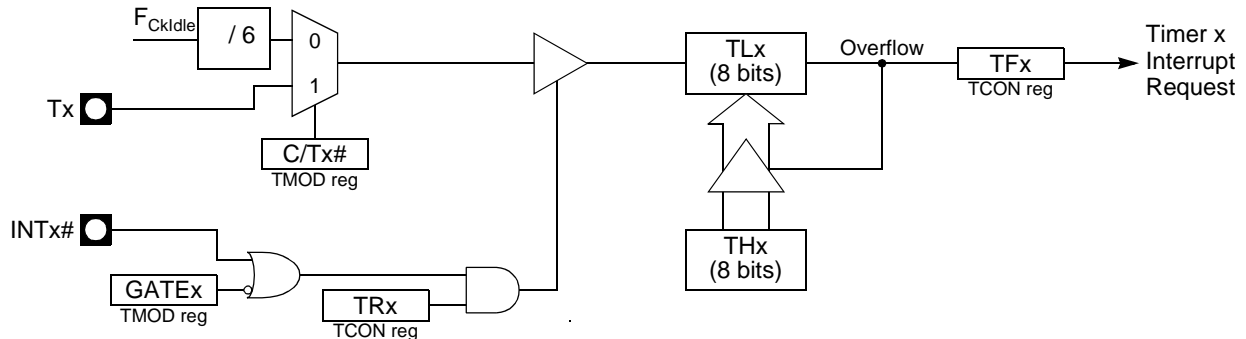 FCkIdle
/ 6
0
1
Tx
C/Tx#
TMOD reg
INTx#
GATEx
TMOD reg
TRx
TCON reg
TLx
(8 bits)
Overflow
THx
(8 bits)
TFx
TCON reg
Timer x
Interrupt
Request